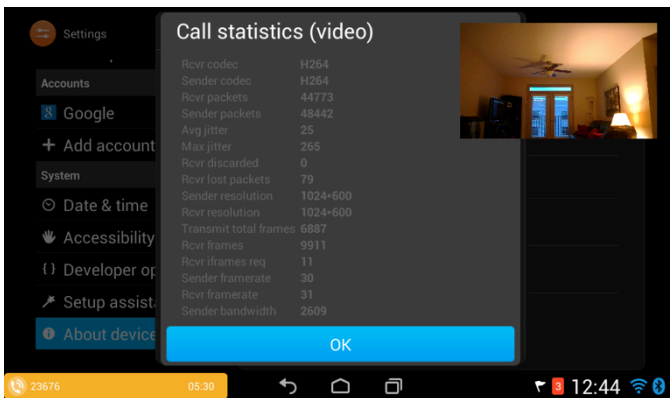 Settings
Accounts
8 Google
+ Add account
System
Date & time
Accessibility
{} Developer op
Setup assist
About device
Call statistics (video)
Rcvr codec H264
Sender codec H264
Rcvr packets 44773
Sender packets 48442
Avg jitter 25
Max jitter 265
Rcvr discarded 0
Rcvr lost packets 79
Sender resolution 1024*600
Rcvr resolution 1024*600
Transmit total frames 6887
Rcvr frames 9911
Rcvr iframes req 11
Sender framerate 30
Rcvr framerate 31
Sender bandwidth 2609
OK
23676 05:30
3 12:44